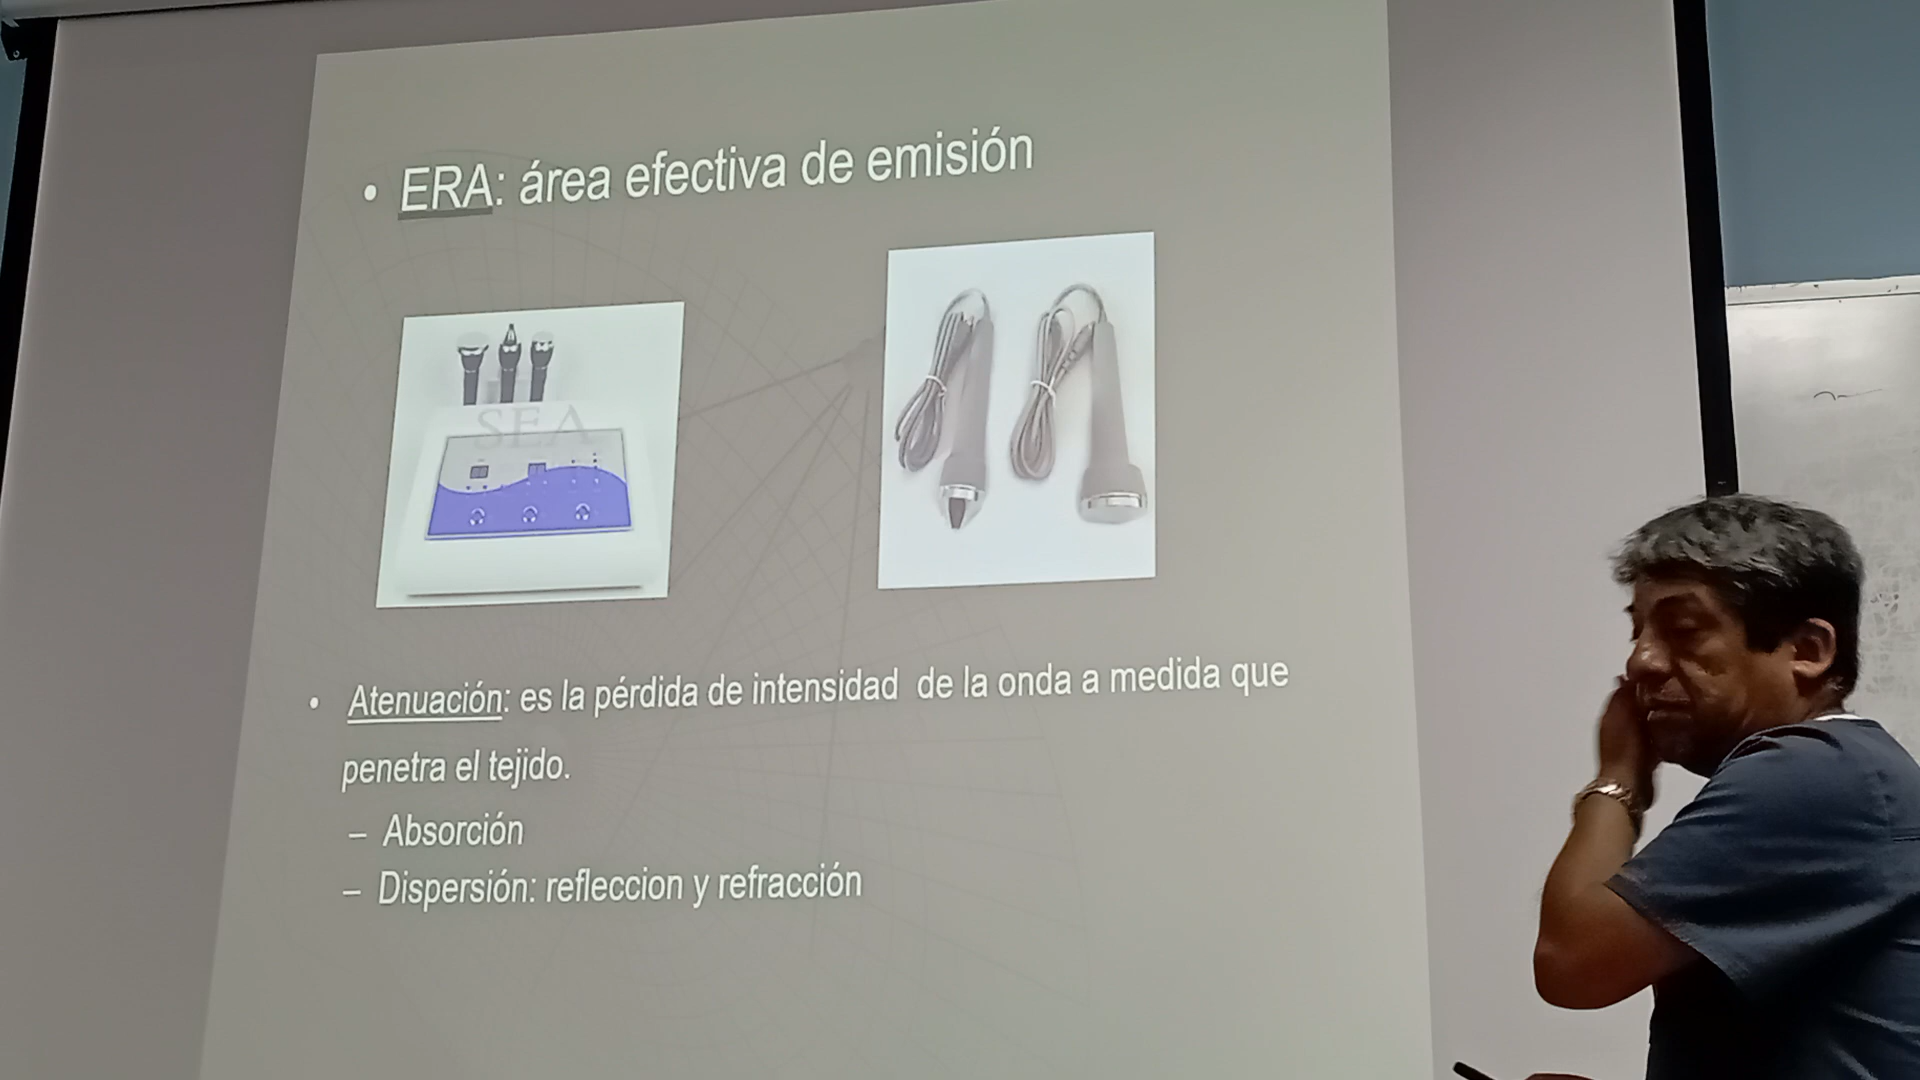 • ERA: área efectiva de emisión
SEA
• Atenuación: es la pérdida de intensidad de la onda a medida que
penetra el tejido.
– Absorción
– Dispersión: refleccion y refracción